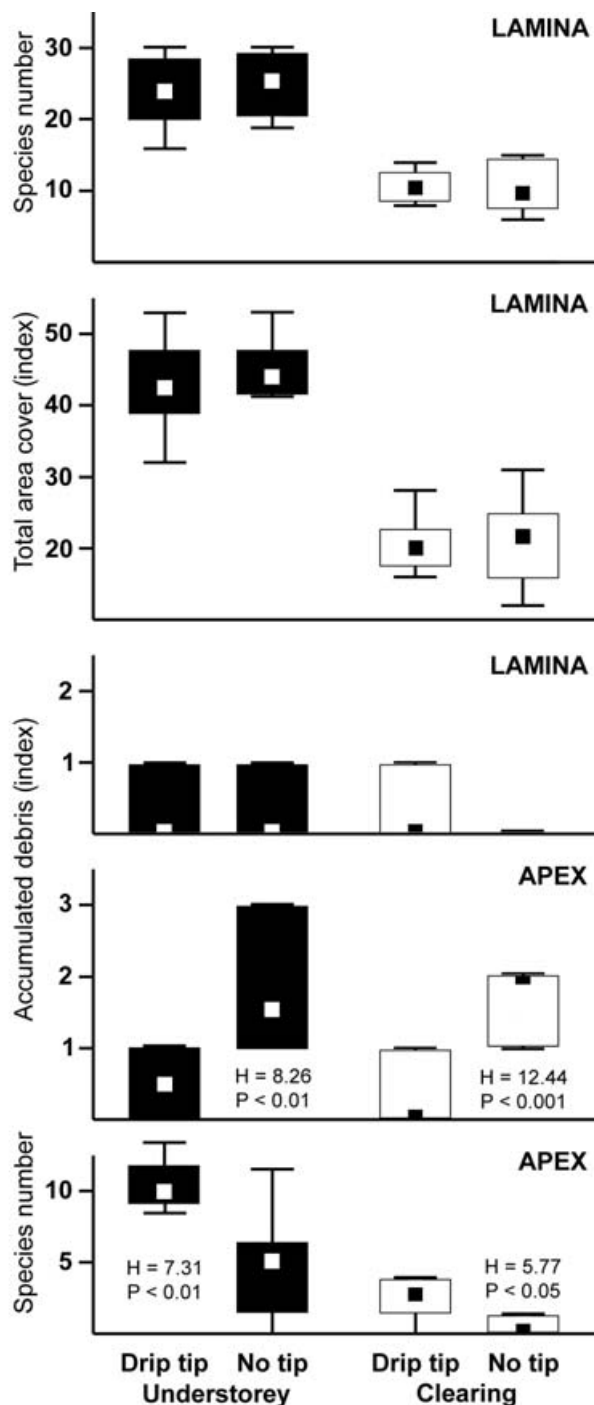 LAMINA
Species number
30
20
10
LAMINA
Total area cover (index)
50
40
30
20
LAMINA
Accumulated debris (index)
2
1
APEX
3
2
1
H = 8.26
P < 0.01
H = 12.44
P < 0.001
APEX
Species number
10
5
H = 7.31
P < 0.01
H = 5.77
P < 0.05
Drip tip No tip Drip tip No tip
Understorey Clearing